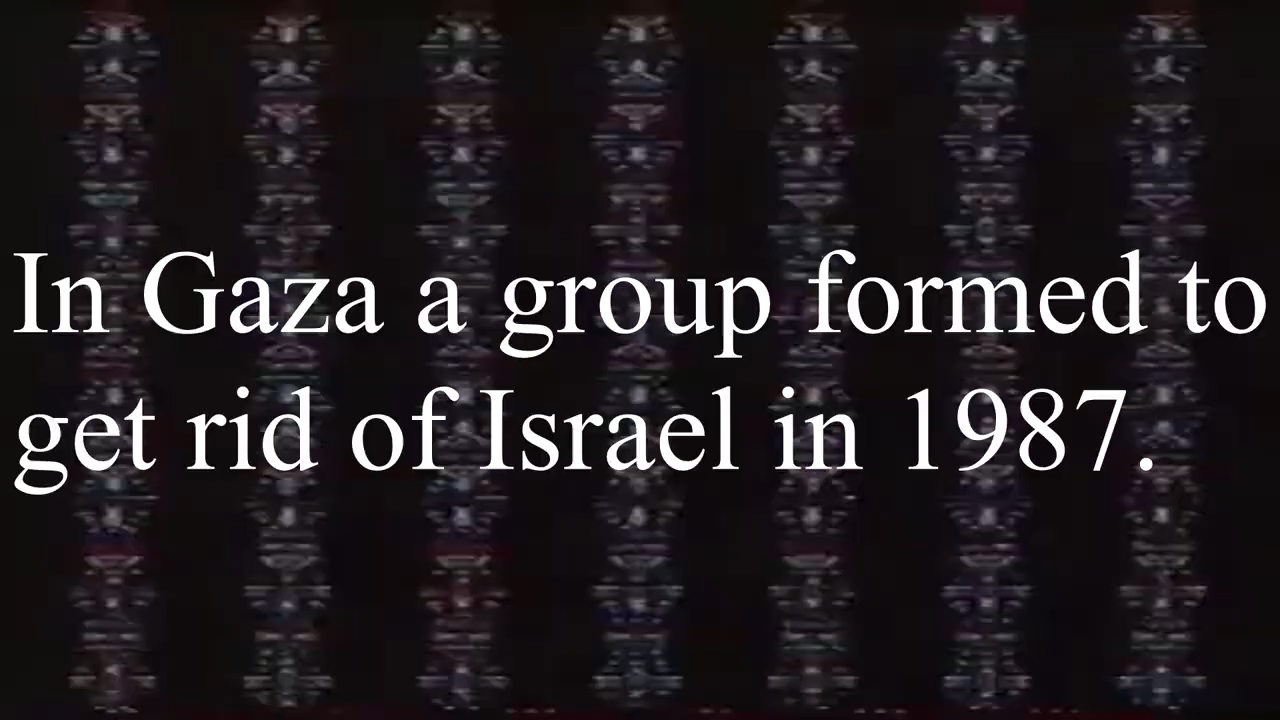 In Gaza a group formed to
get rid of Israel in 1987.